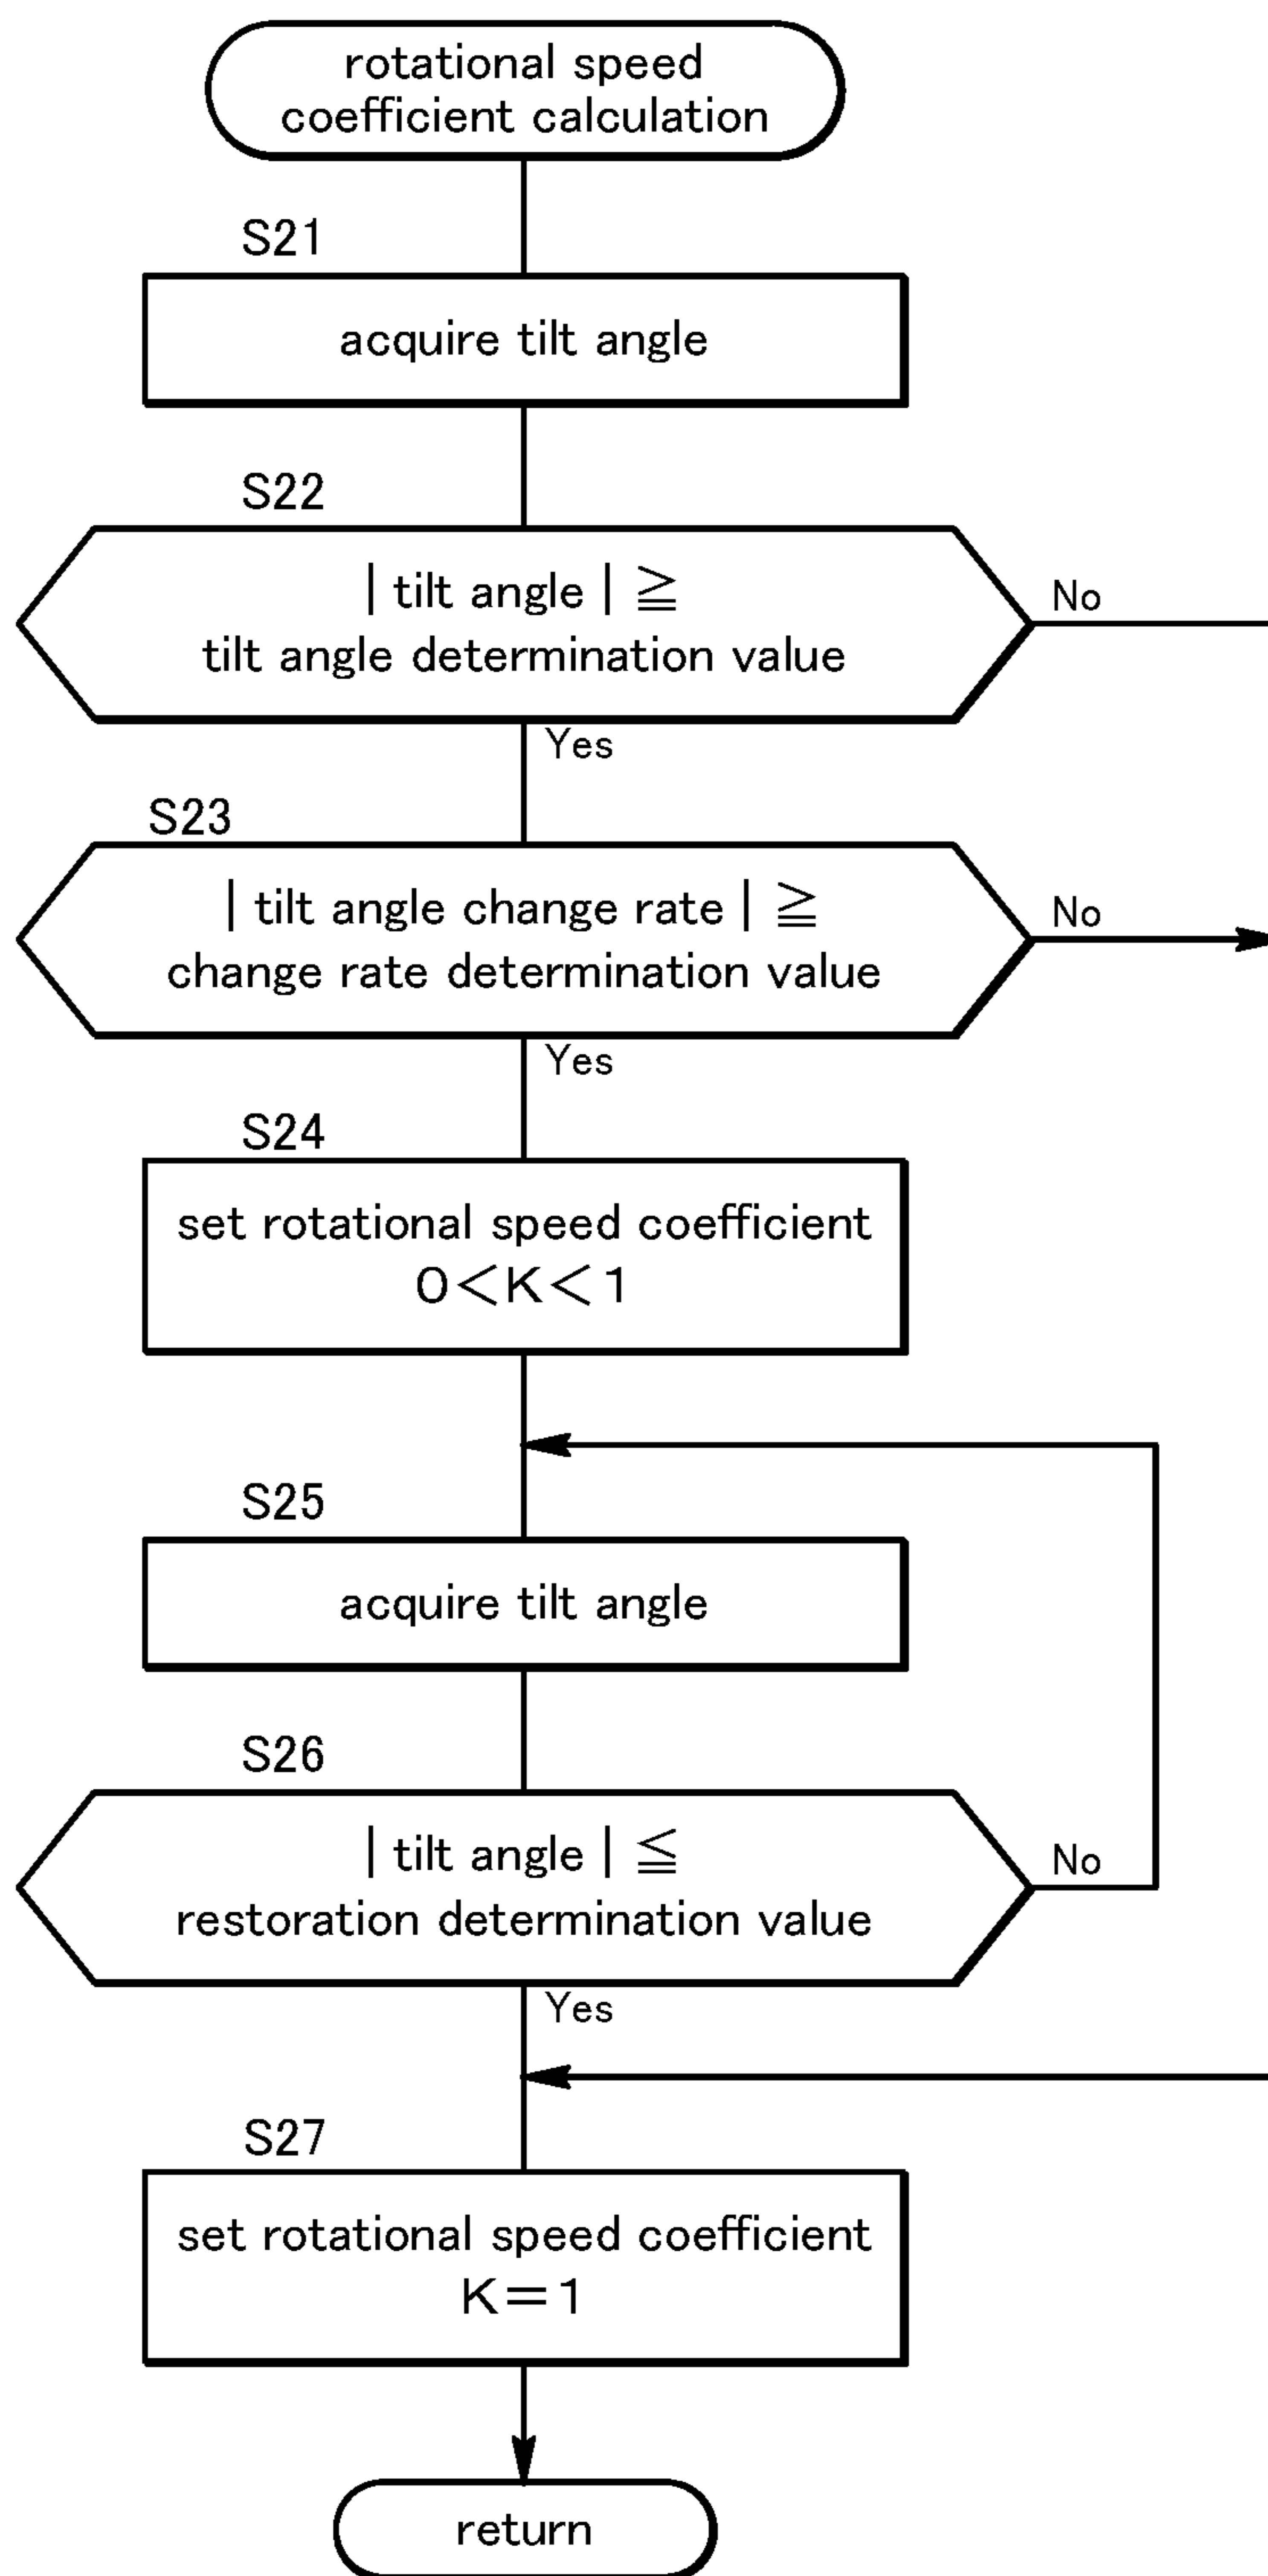 rotational speed
coefficient calculation
S21
acquire tilt angle
S22
| tilt angle | ≧
tilt angle determination value
No
Yes
S23
| tilt angle change rate | ≧
change rate determination value
No
Yes
S24
set rotational speed coefficient
0<K<1
S25
acquire tilt angle
S26
| tilt angle | ≦
restoration determination value
No
Yes
S27
set rotational speed coefficient
K=1
return